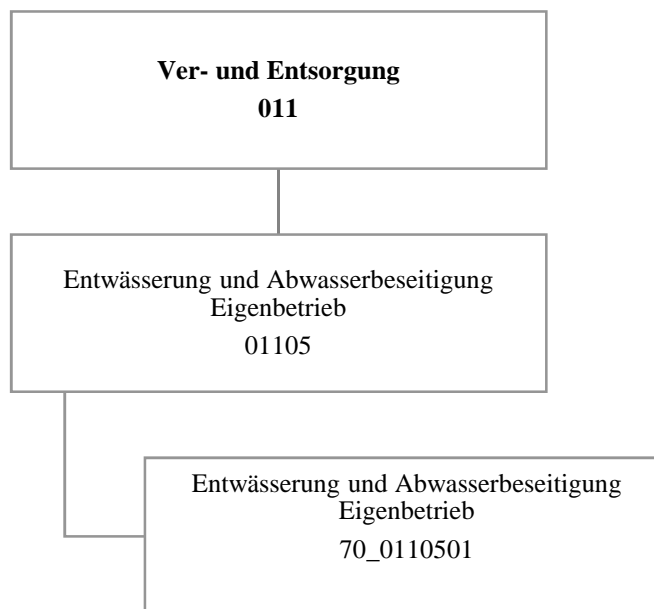 Ver- und Entsorgung
011
Entwässerung und Abwasserbeseitigung
Eigenbetrieb
01105
Entwässerung und Abwasserbeseitigung
Eigenbetrieb
70_0110501